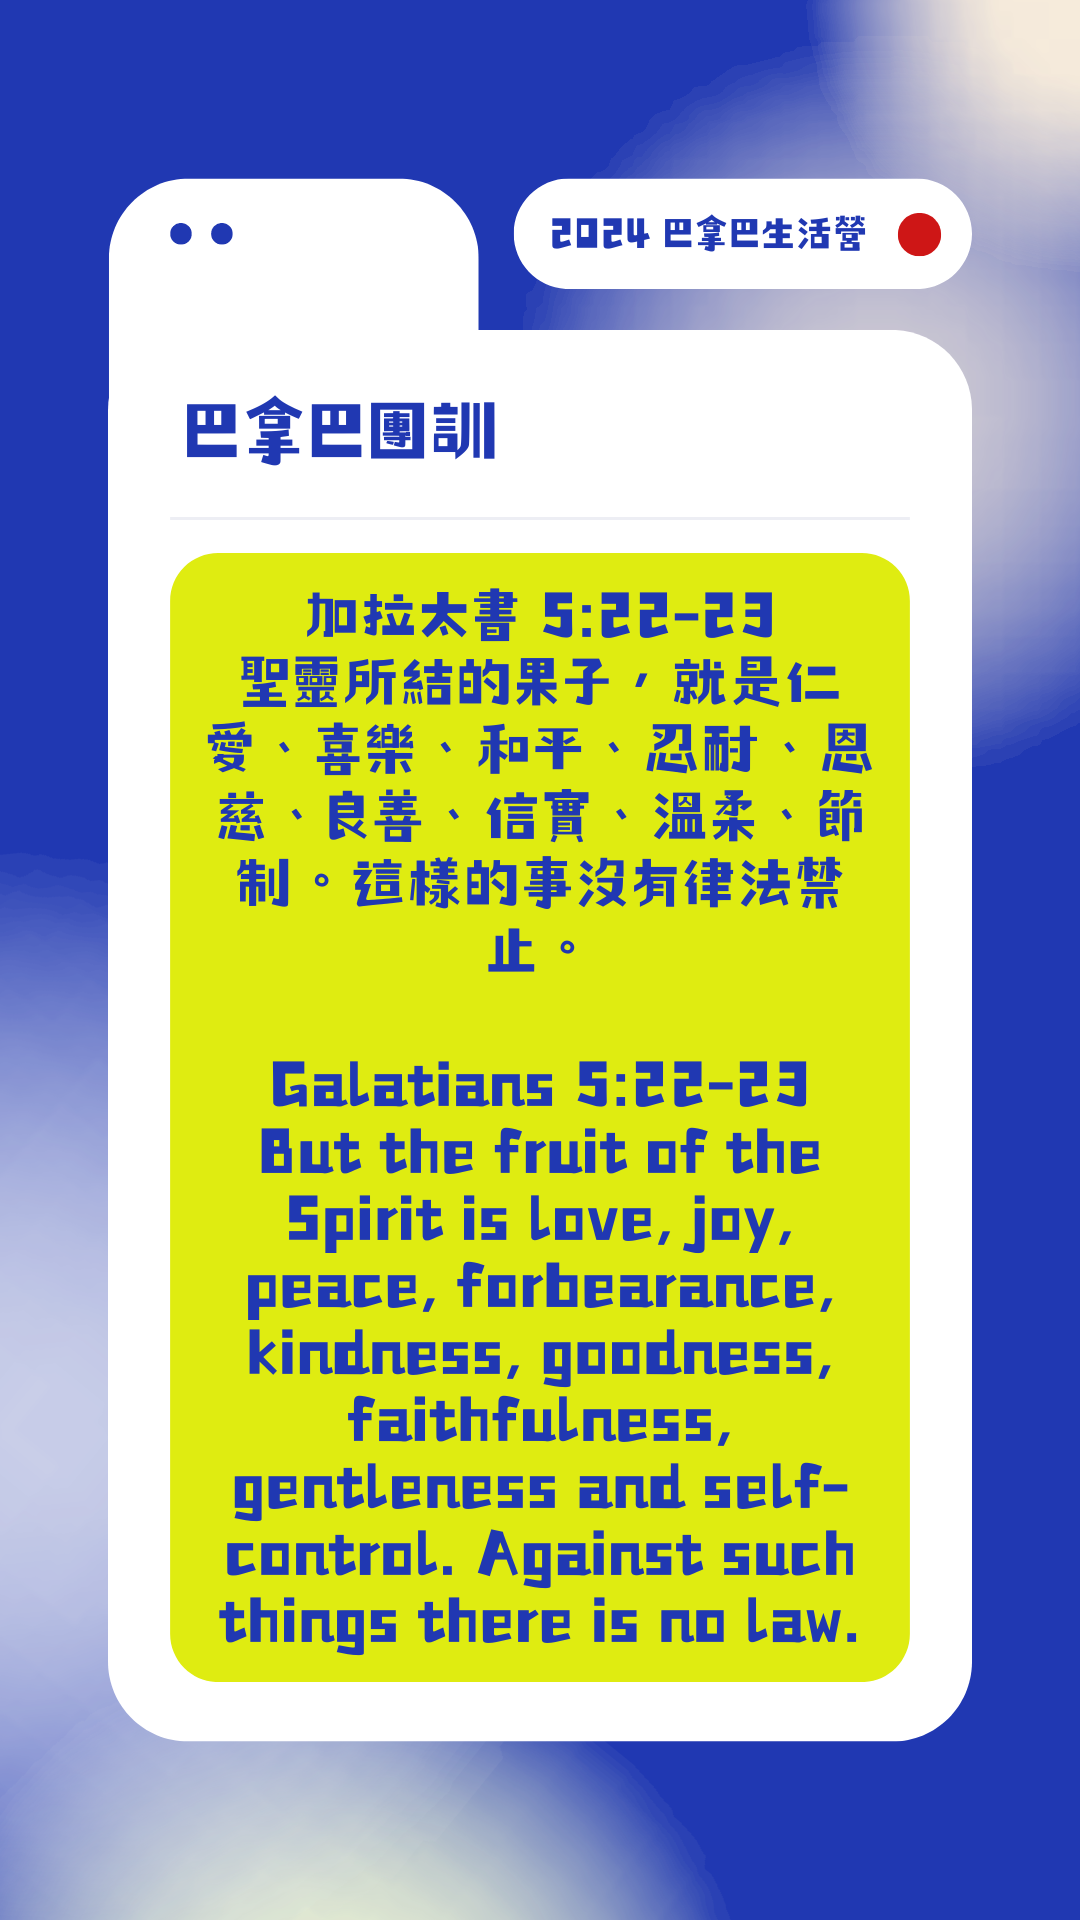 2024 巴拿巴生活營
巴拿巴團訓
加拉太書 5:22-23
聖靈所結的果子，就是仁
愛、喜樂、和平、忍耐、恩
慈、良善、信實、溫柔、節
制。這樣的事沒有律法禁
止。
Galatians 5:22-23
But the fruit of the
Spirit is love, joy,
peace, forbearance,
kindness, goodness,
faithfulness,
gentleness and self-
control. Against such
things there is no law.